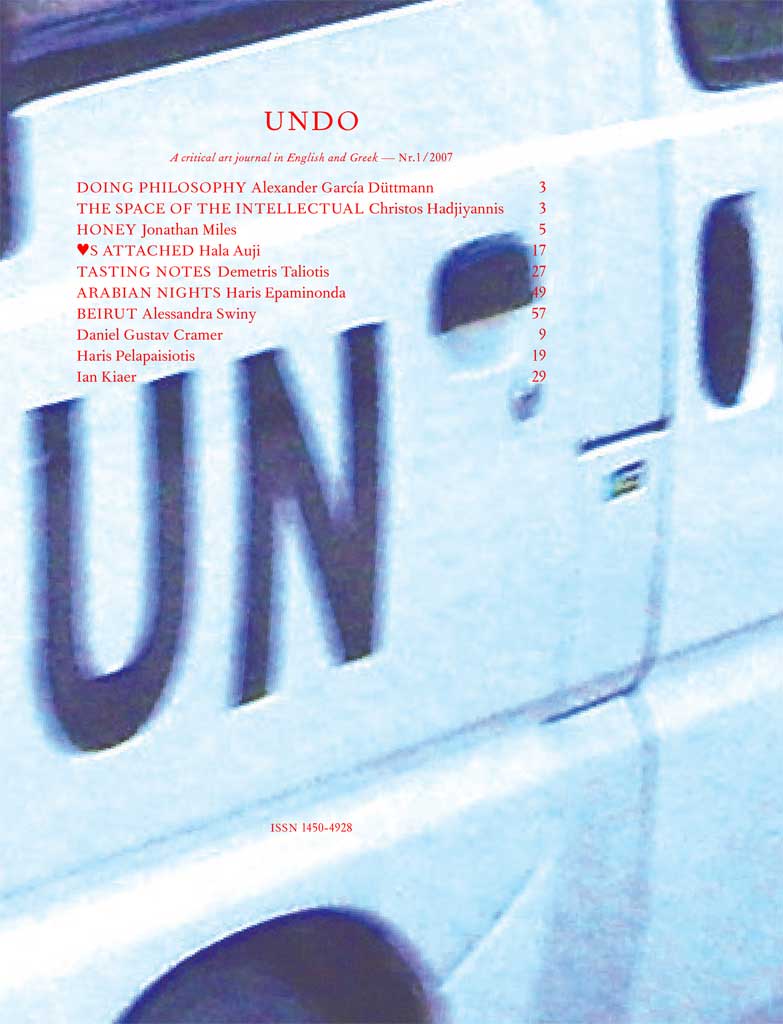 UNDO
A critical art journal in English and Greek — Nr.1/2007
DOING PHILOSOPHY Alexander García Düttmann 3
THE SPACE OF THE INTELLECTUAL Christos Hadjiyannis 3
HONEY Jonathan Miles 5
♥S ATTACHED Hala Auji 17
TASTING NOTES Demetris Taliotis 27
ARABIAN NIGHTS Haris Epaminonda 49
BEIRUT Alessandra Swiny 57
Daniel Gustav Cramer 9
Haris Pelapaisiotis 19
Ian Kiaer 29
UN
ISSN 1450-4928